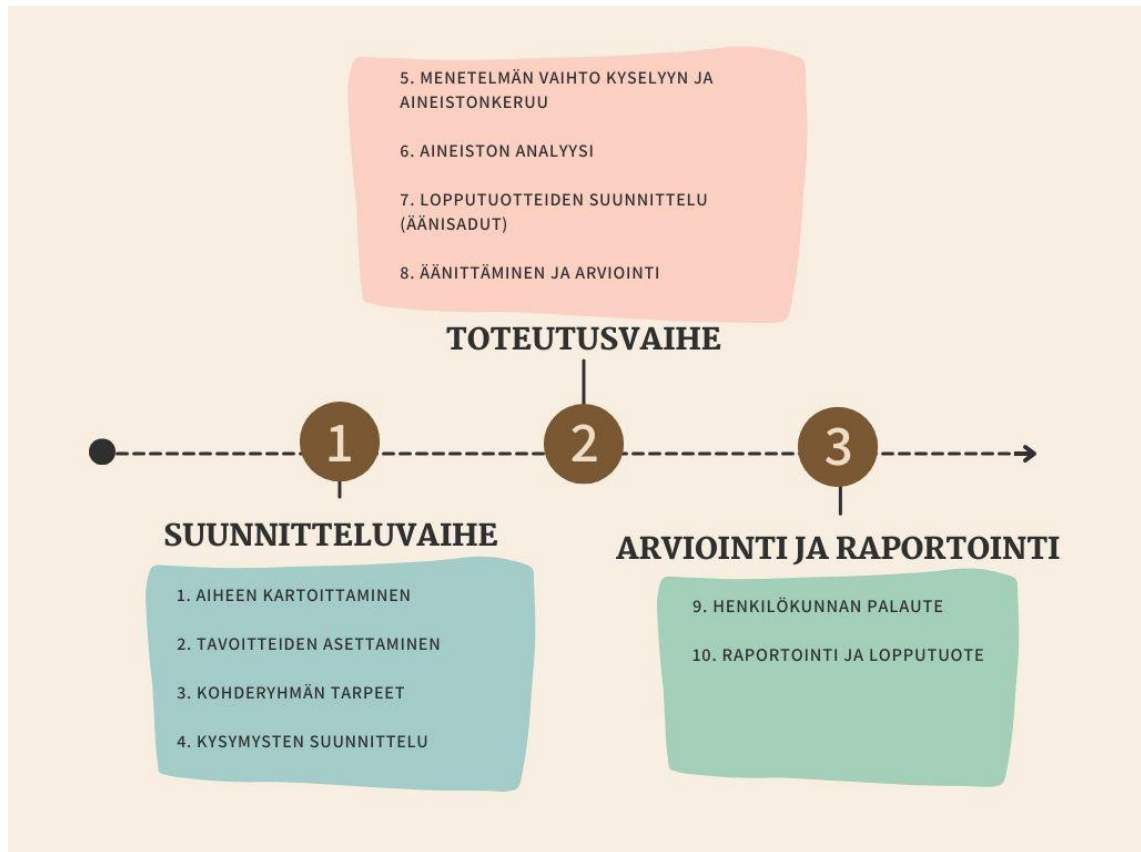 5. MENETELMÄN VAIHTO KYSELYYN JA
AINEISTONKERUU
6. AINEISTON ANALYYSI
7. LOPPUTUOTTEIDEN SUUNNITTELU
(ÄÄNISADUT)
8. ÄÄNITTÄMINEN JA ARVIOINTI
TOTEUTUSVAIHE
1
2
3
SUUNNITTELUVAIHE
1. AIHEEN KARTOITTAMINEN
2. TAVOITTEIDEN ASETTAMINEN
3. KOHDERYHMÄN TARPEET
4. KYSYMYSTEN SUUNNITTELU
ARVIOINTI JA RAPORTOINTI
9. HENKILÖKUNNAN PALAUTE
10. RAPORTOINTI JA LOPPUTUOTE